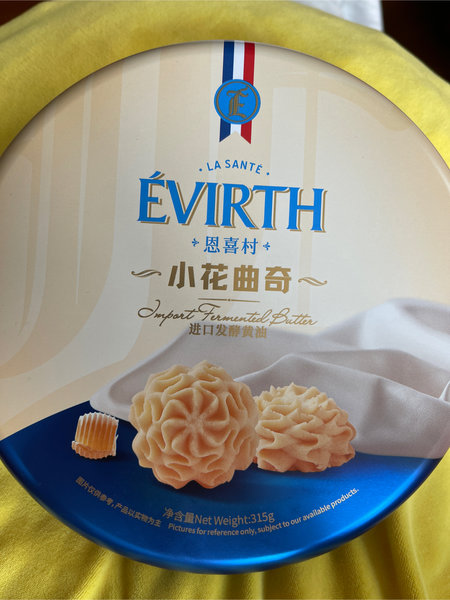 E
· LA SANTÉ ·
ÉVIRTH
恩喜村
小花曲奇
Import Fermented Butter
进口发酵黄油
图片仅供参考,产品以实物为主
净含量Net Weight:315g
Pictures for reference only, subject to our available products.